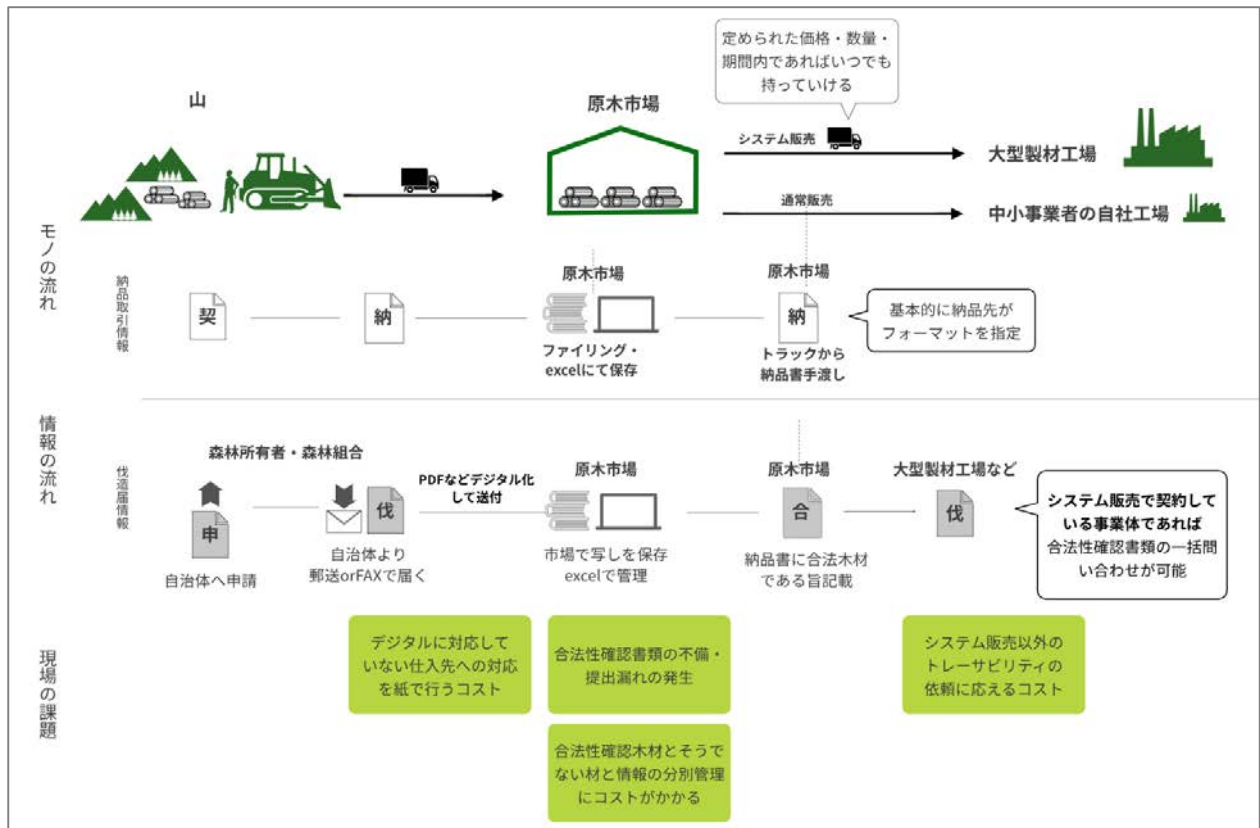 定められた価格・数量・
期間内であればいつでも
持っていける
山
原木市場
システム販売
大型製材工場
通常販売
中小事業者の自社工場
モノの流れ
納品取引情報
契
納
原木市場
ファイリング・
excelにて保存
原木市場
納
トラックから
納品書手渡し
基本的に納品先が
フォーマットを指定
情報の流れ
伐造届情報
森林所有者・森林組合
申
自治体へ申請
伐
自治体より
郵送orFAXで届く
PDFなどデジタル化
して送付
原木市場
市場で写しを保存
excelで管理
原木市場
合
納品書に合法木材
である旨記載
大型製材工場など
伐
システム販売で契約して
いる事業体であれば
合法性確認書類の一括問
い合わせが可能
現場の課題
デジタルに対応して
いない仕入先への対応
を紙で行うコスト
合法性確認書類の不備・
提出漏れの発生
システム販売以外の
トレーサビリティの
依頼に応えるコスト
合法性確認木材とそうで
ない材と情報の分別管理
にコストがかかる